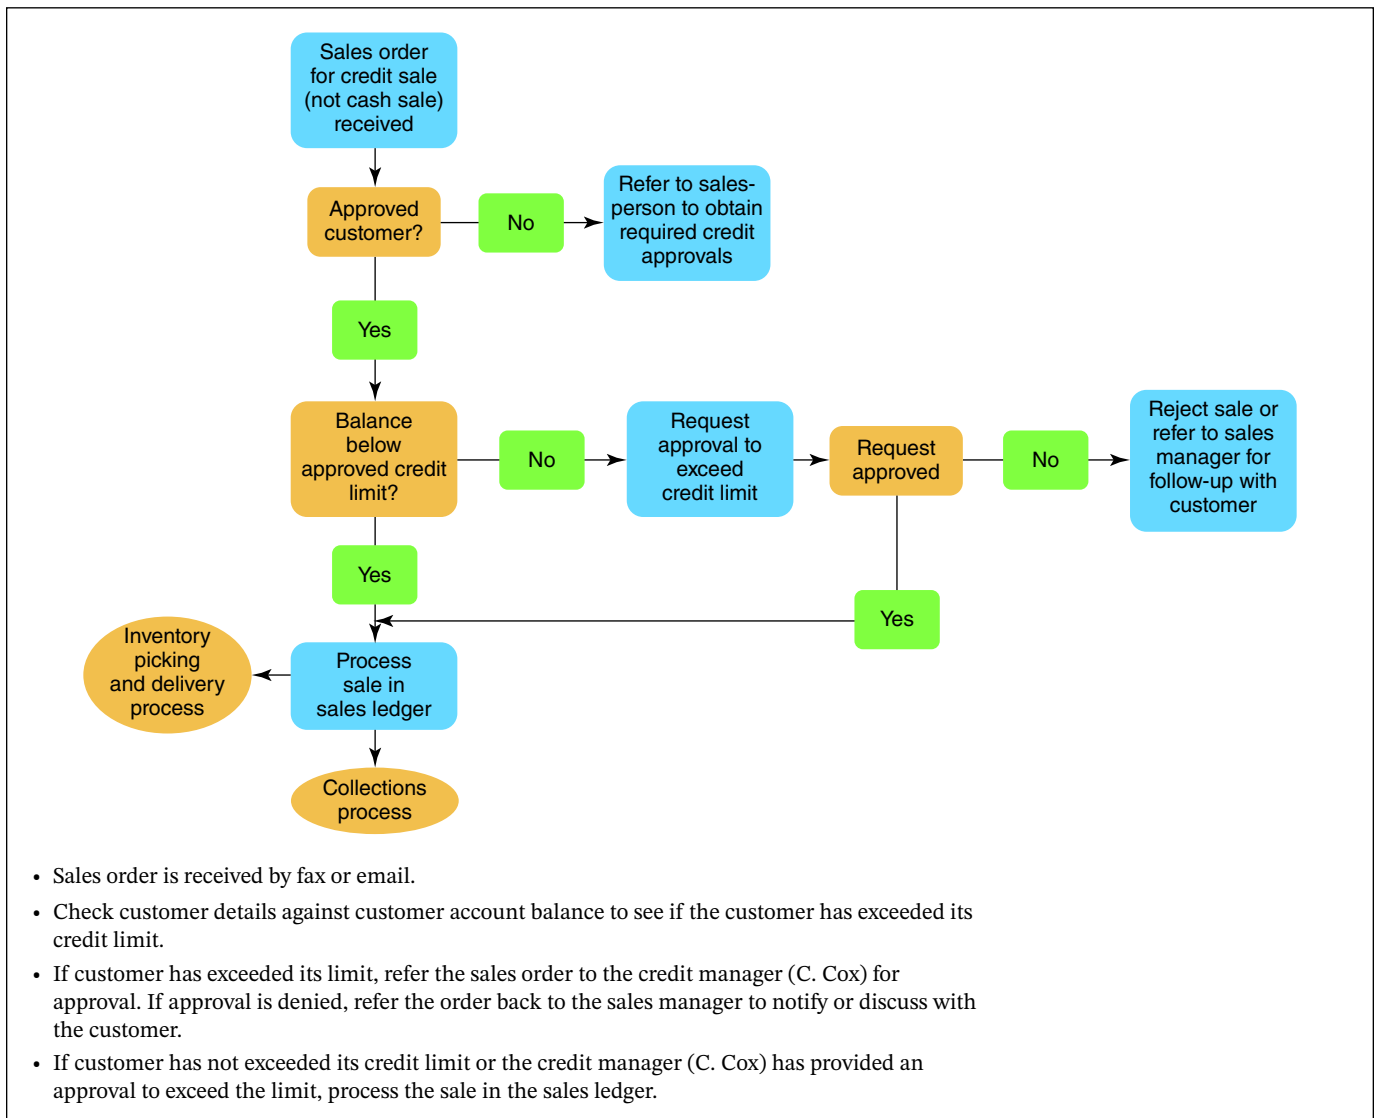 Sales order
for credit sale
(not cash sale)
received
Approved
customer?
No
Refer to sales-
person to obtain
required credit
approvals
Yes
Balance
below
approved credit
limit?
No
Request
approval to
exceed
credit limit
Request
approved
No
Reject sale or
refer to sales
manager for
follow-up with
customer
Yes
Yes
Inventory
picking
and delivery
process
Process
sale in
sales ledger
Collections
process
• Sales order is received by fax or email.
• Check customer details against customer account balance to see if the customer has exceeded its
credit limit.
• If customer has exceeded its limit, refer the sales order to the credit manager (C. Cox) for
approval. If approval is denied, refer the order back to the sales manager to notify or discuss with
the customer.
• If customer has not exceeded its credit limit or the credit manager (C. Cox) has provided an
approval to exceed the limit, process the sale in the sales ledger.